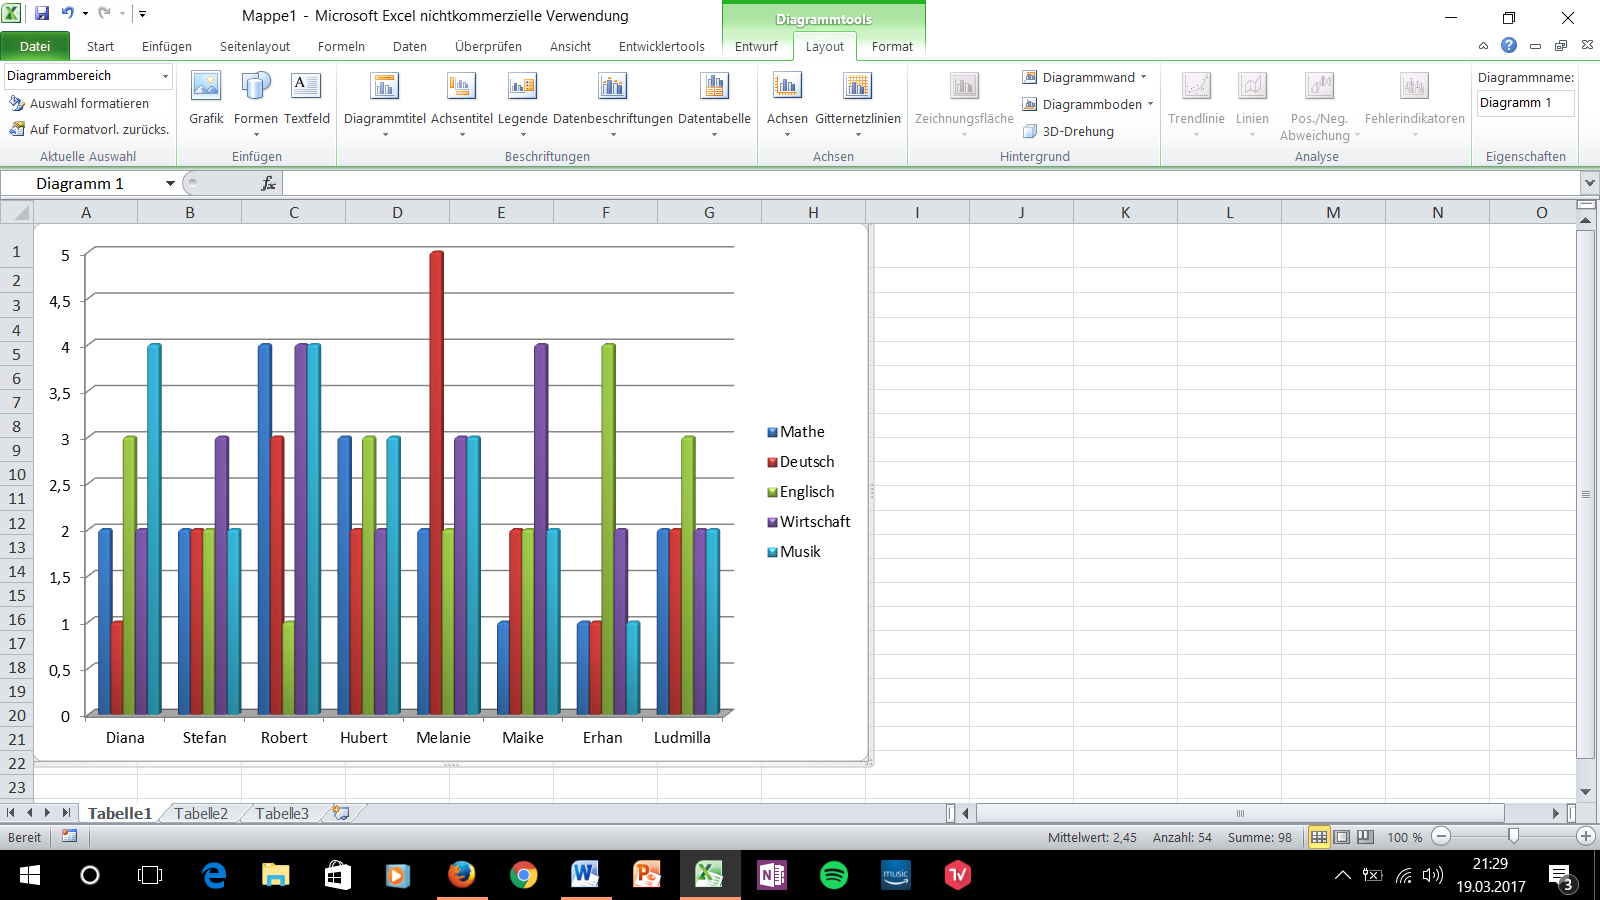 Mappe1 - Microsoft Excel nichtkommerzielle Verwendung
Diagrammtools
Datei Start Einfügen Seitenlayout Formeln Daten Überprüfen Ansicht Entwicklertools Entwurf Layout Format
Diagrammbereich
Auswahl formatieren
Auf Formatvorl. zurücks.
Aktuelle Auswahl
Grafik Formen Textfeld
Einfügen
Diagrammtitel Achsentitel Legende Datenbeschriftungen Datentabelle
Beschriftungen
Achsen Gitternetzlinien
Achsen
Zeichnungsfläche
Diagrammwand
Diagrammboden
3D-Drehung
Hintergrund
Trendlinie Linien Pos./Neg. Abweichung Fehlerindikatoren
Analyse
Diagrammname:
Diagramm 1
Eigenschaften
Diagramm 1
fx
A B C D E F G H I J K L M N O
1
2
3
4
5
6
7
8
9
10
11
12
13
14
15
16
17
18
19
20
21
22
23
5
4,5
4
3,5
3
2,5
2
1,5
1
0,5
0
Diana Stefan Robert Hubert Melanie Maike Erhan Ludmilla
Mathe
Deutsch
Englisch
Wirtschaft
Musik
Tabelle1 Tabelle2 Tabelle3
Bereit
Mittelwert: 2,45 Anzahl: 54 Summe: 98 100 %
music
21:29
19.03.2017
3